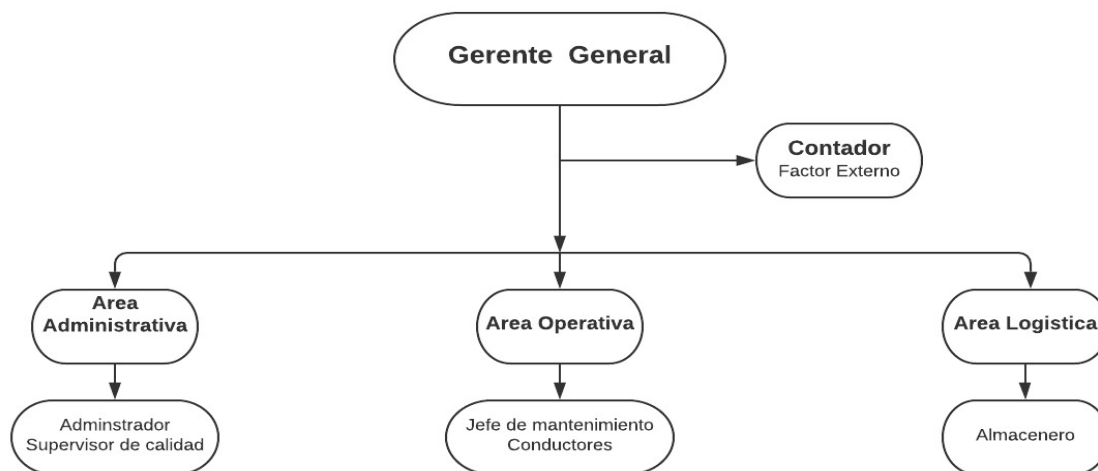 Gerente General
Contador
Factor Externo
Area
Administrativa
Area Operativa
Area Logistica
Adminstrador
Supervisor de calidad
Jefe de mantenimiento
Conductores
Almacenero